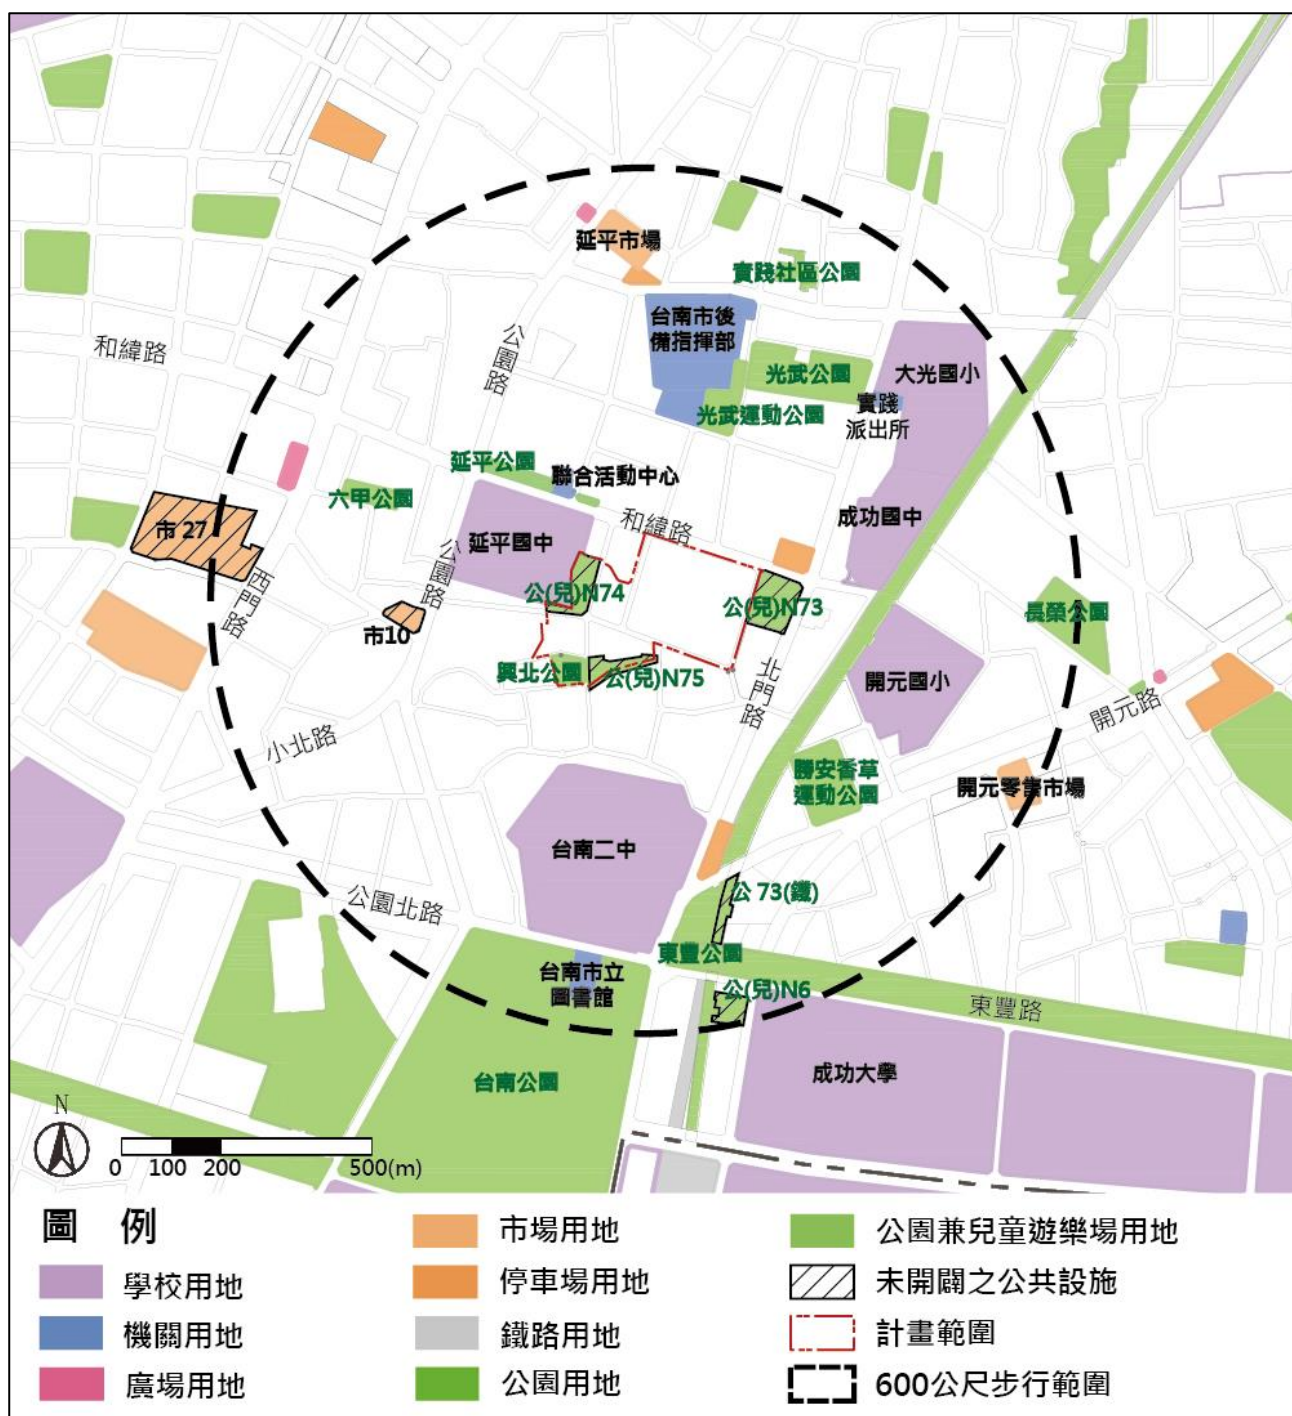 延平市場
實踐社區公園
台南市後
備指揮部
公園路
和緯路
光武公園
大光國小
光武運動公園
實踐
派出所
延平公園
聯合活動中心
六甲公園
和緯路
成功國中
市 27
延平國中
公園路
西門路
公(兒)N74
公(兒)N73
長榮公園
市10
興北公園
公(兒)N75
北門路
開元國小
開元路
小北路
勝安香草
運動公園
開元零售市場
台南二中
公 73(鐵)
公園北路
東豐公園
台南市立
圖書館
公(兒)N6
東豐路
台南公園
成功大學
N
0 100 200 500(m)
圖 例
市場用地
公園兼兒童遊樂場用地
學校用地
停車場用地
未開闢之公共設施
機關用地
鐵路用地
計畫範圍
廣場用地
公園用地
600公尺步行範圍